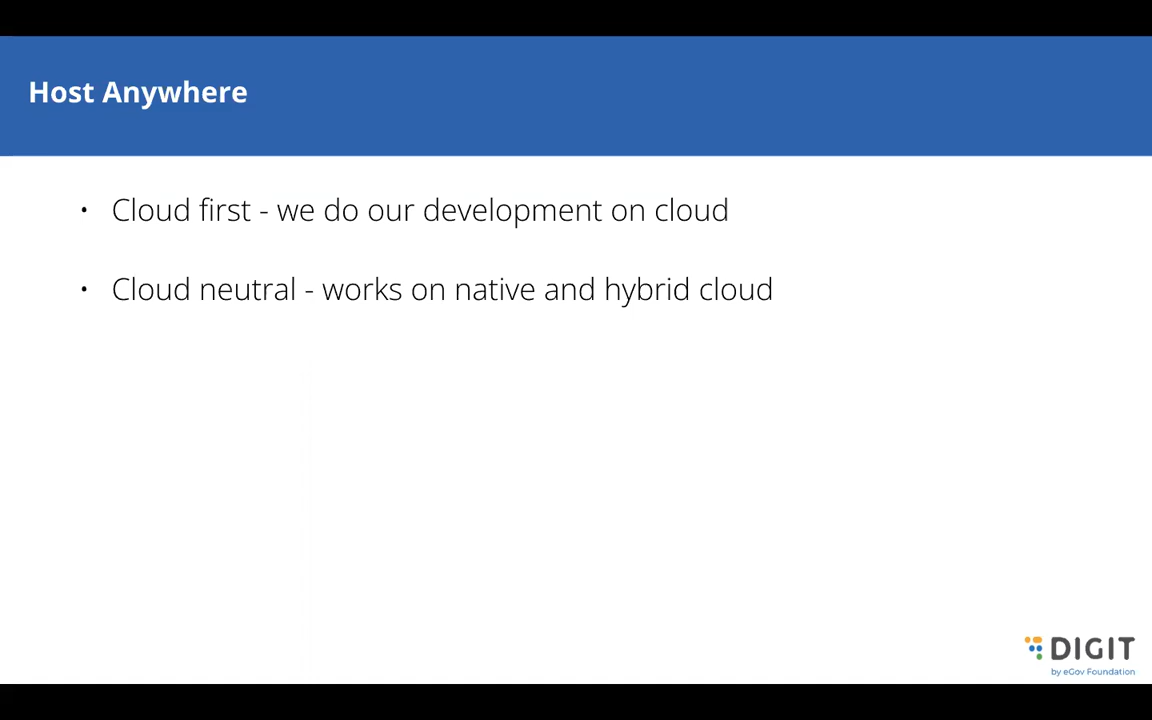 Host Anywhere
• Cloud first - we do our development on cloud
• Cloud neutral - works on native and hybrid cloud
DIGIT
by eGov Foundation